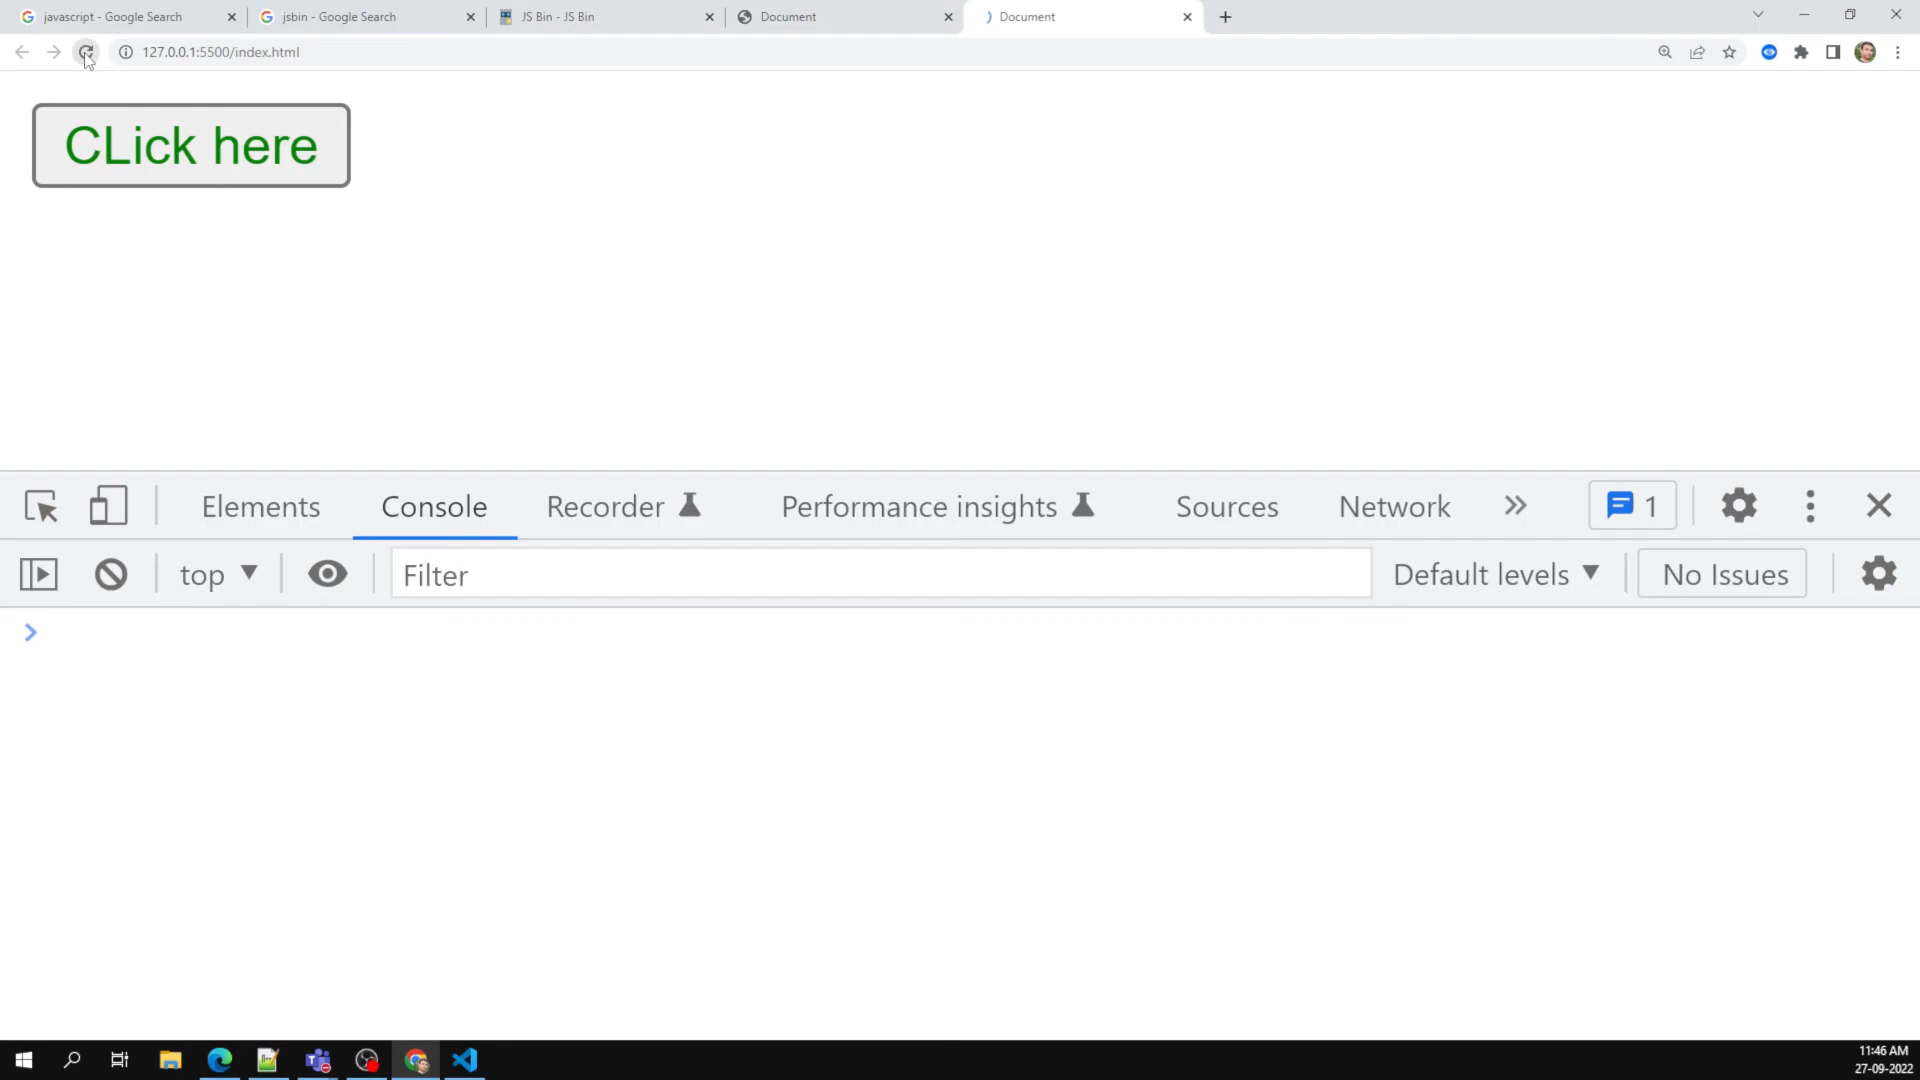 javascript - Google Search
jsbin - Google Search
JS Bin - JS Bin
Document
Document
127.0.0.1:5500/index.html
CLick here
Elements
Console
Recorder
Performance insights
Sources
Network
1
top
Filter
Default levels
No Issues
11:46 AM
27-09-2022